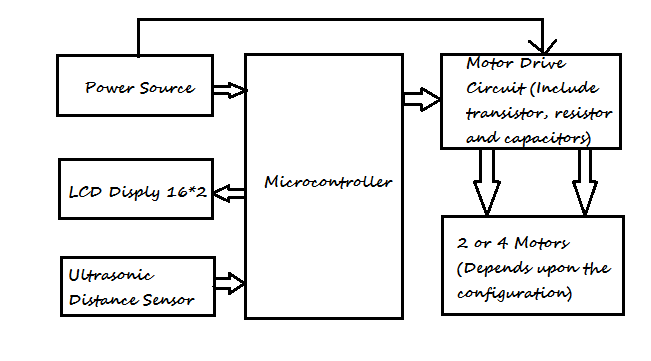 Power Source
LCD Disply 16*2
Ultrasonic
Distance Sensor
Microcontroller
Motor Drive
Circuit (Include
transistor, resistor
and capacitors)
2 or 4 Motors
(Depends upon the
configuration)